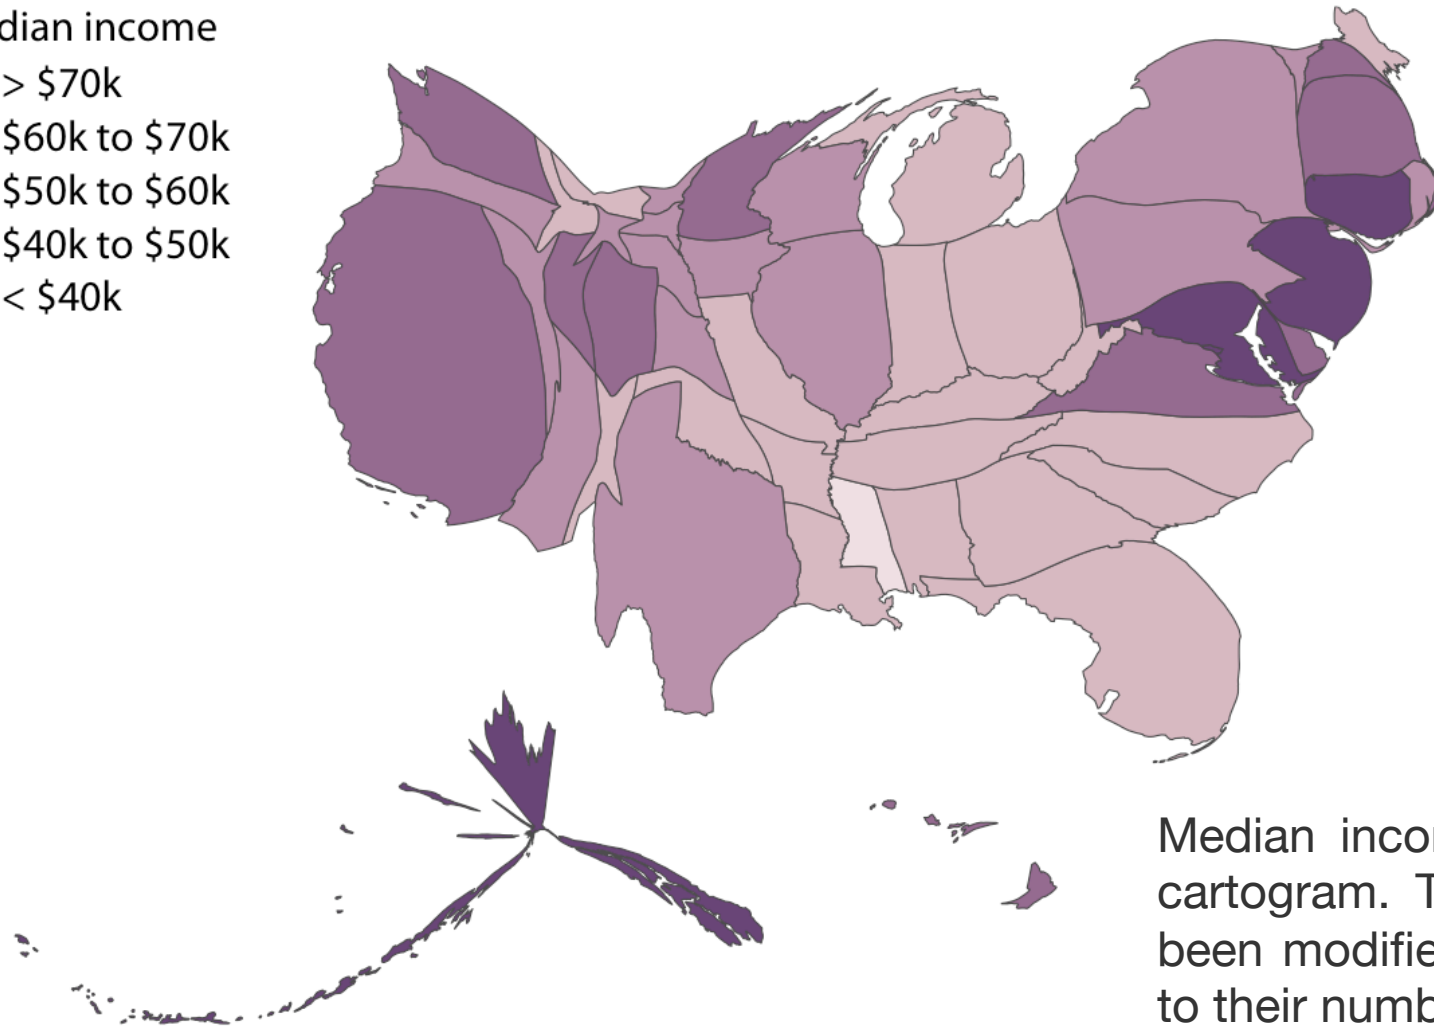 dian income
> $70k
$60k to $70k
$50k to $60k
$40k to $50k
< $40k
Median
cartogram.
been modifie
to their numb